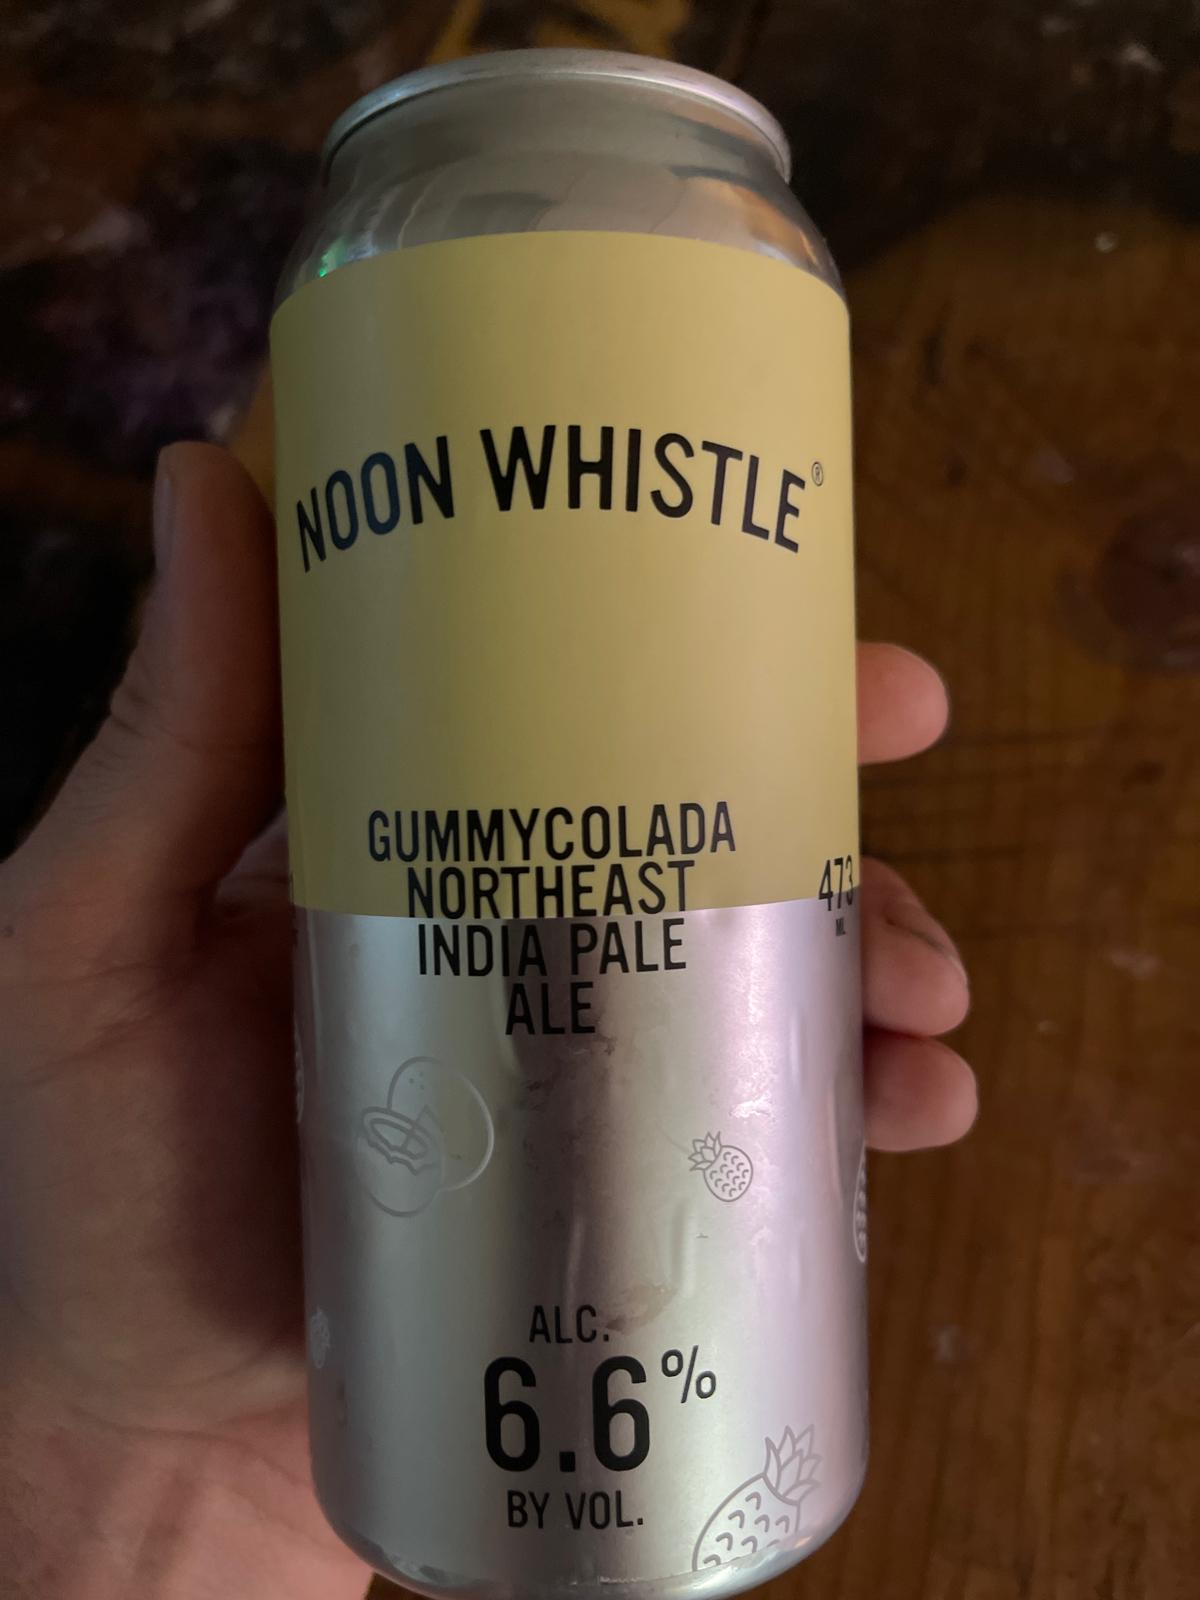 NOON WHISTLE®
GUMMYCOLADA
NORTHEAST
INDIA PALE
ALE
473
ML
ALC.
6.6%
BY VOL.